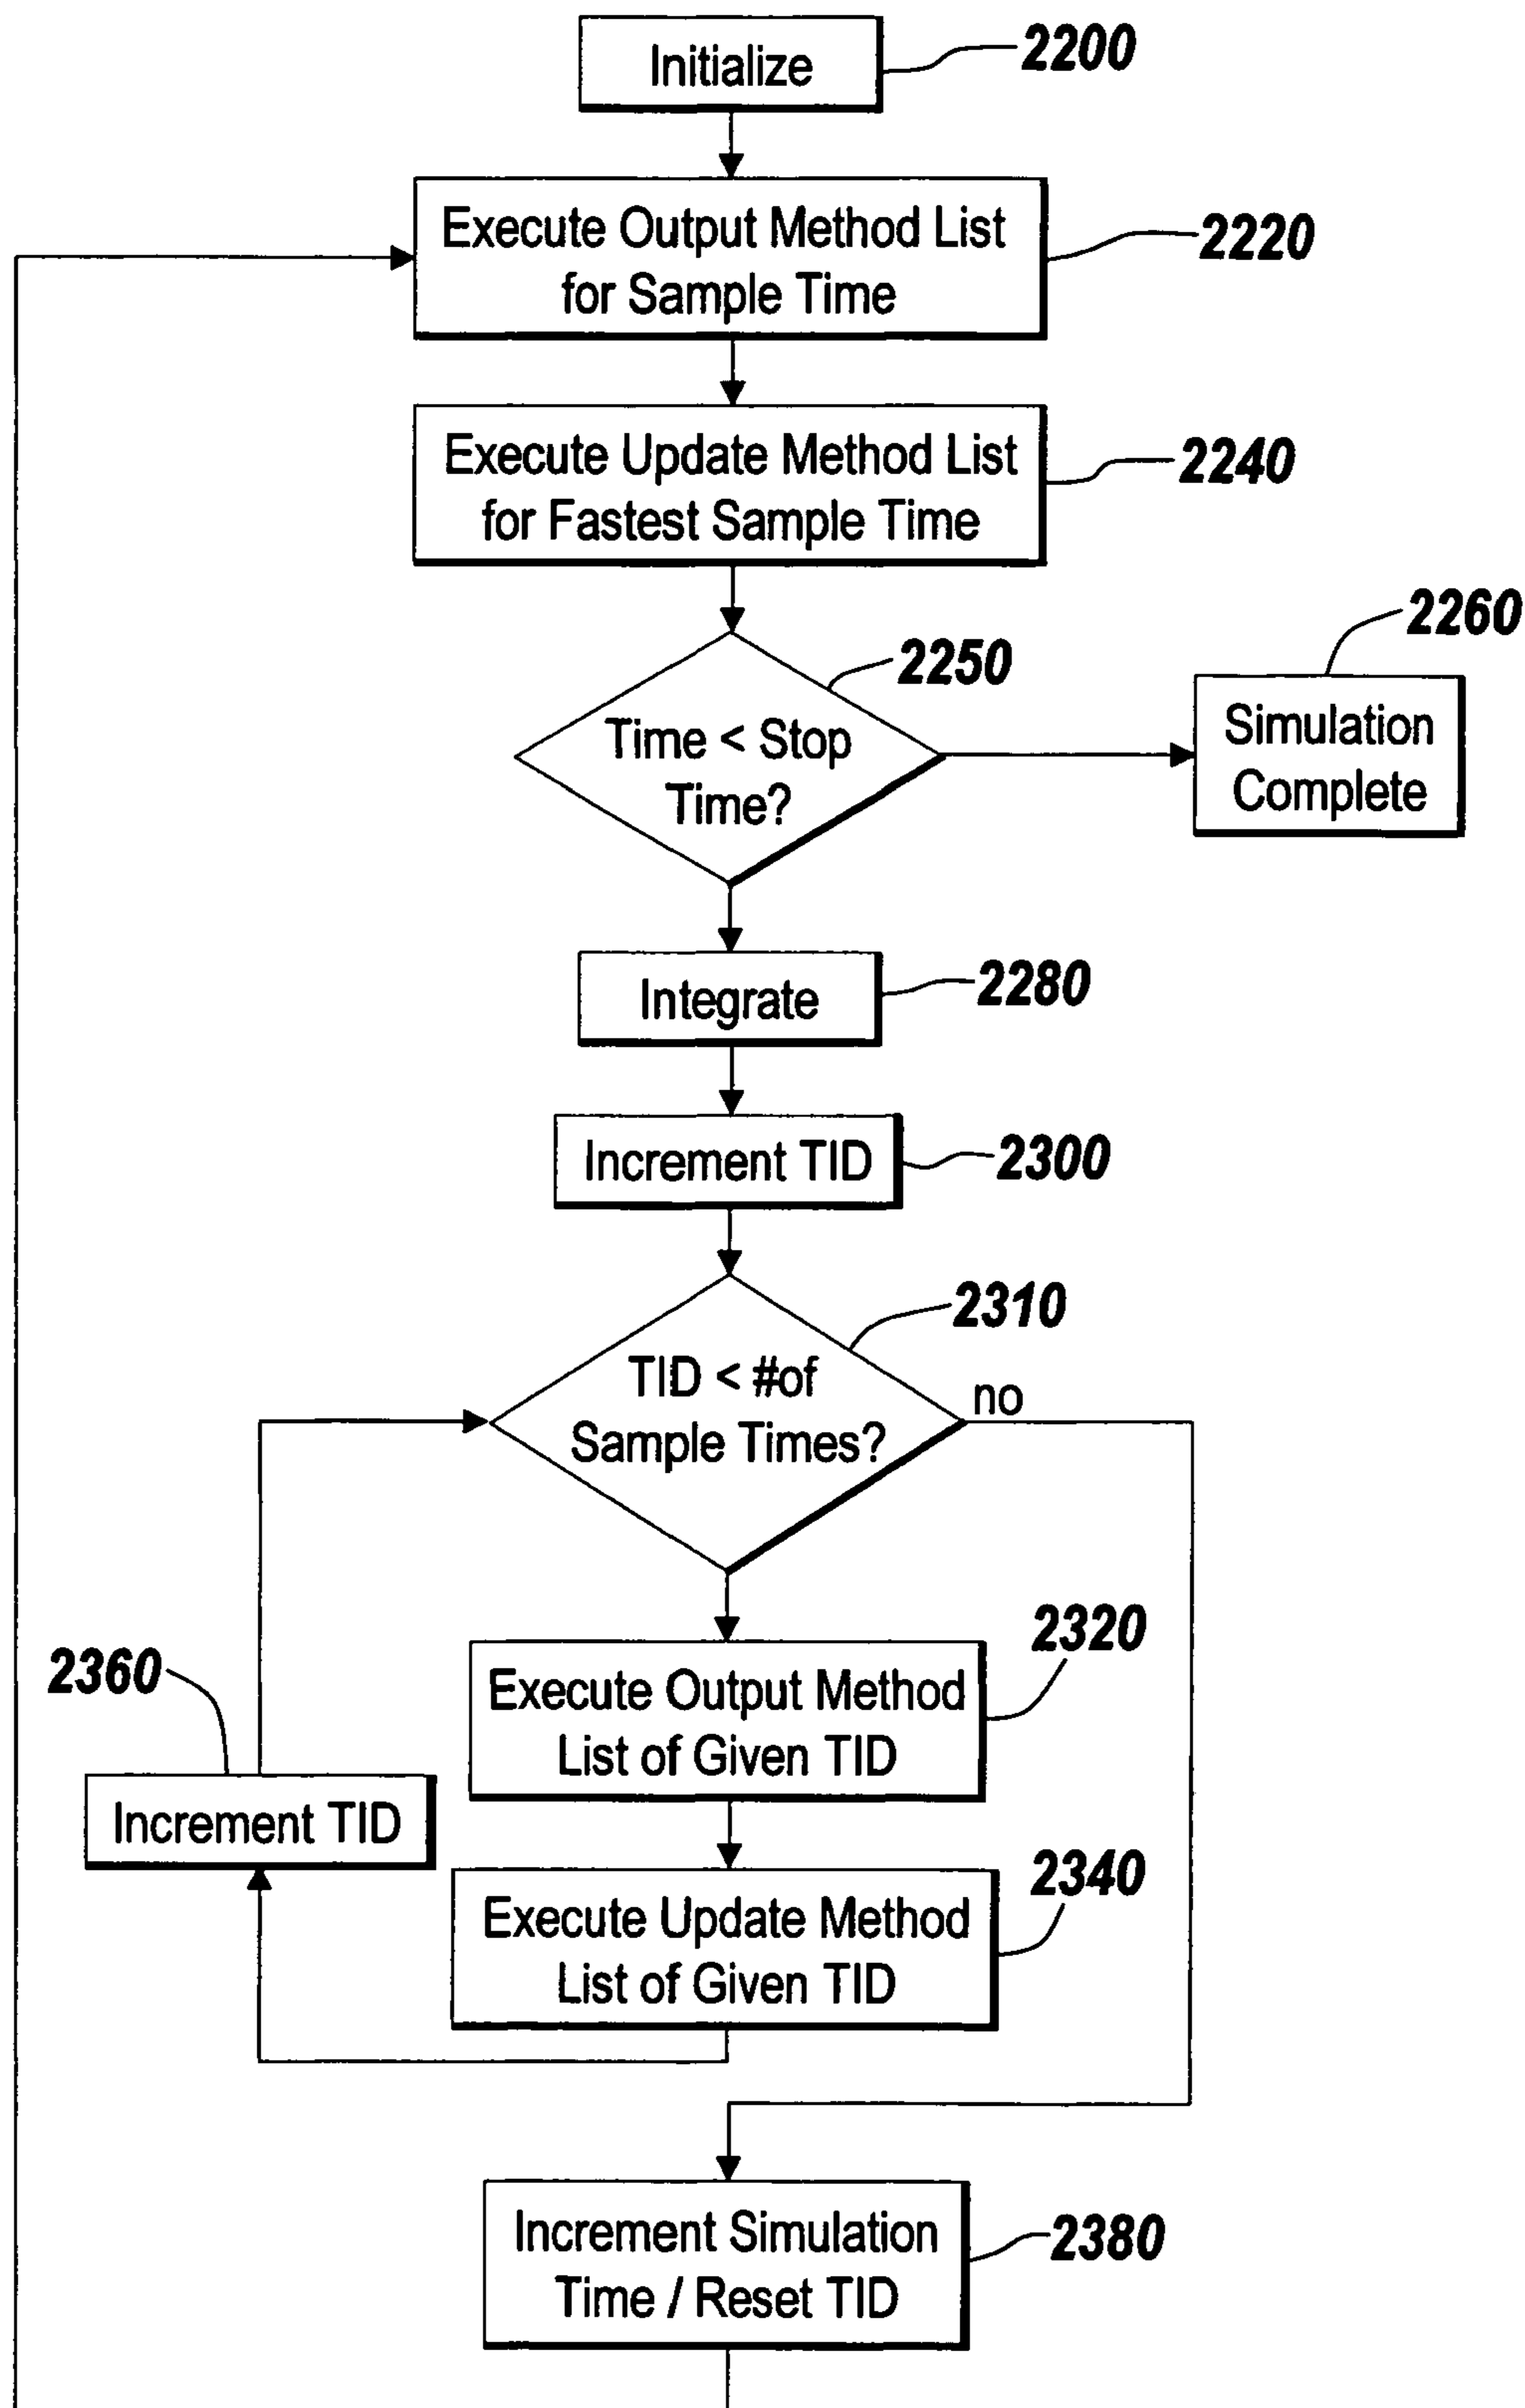 Initialize
2200
Execute Output Method List
for Sample Time
2220
Execute Update Method List
for Fastest Sample Time
2240
Time < Stop
Time?
2250
Simulation
Complete
2260
Integrate
2280
Increment TID
2300
TID < #of
Sample Times?
2310
no
Execute Output Method
List of Given TID
2320
Execute Update Method
List of Given TID
2340
Increment TID
2360
Increment Simulation
Time / Reset TID
2380